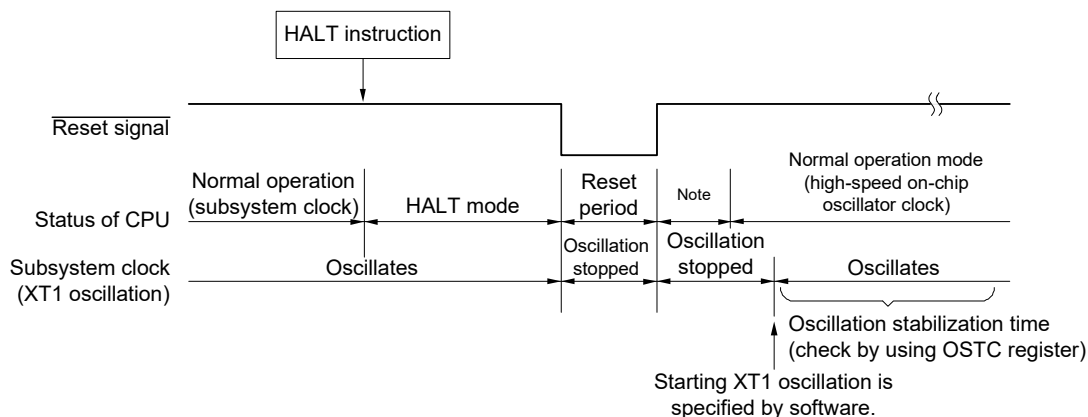 HALT instruction
Reset signal
Status of CPU
Normal operation
(subsystem clock)
HALT mode
Reset
period
Note
Normal operation mode
(high-speed on-chip
oscillator clock)
Subsystem clock
(XT1 oscillation)
Oscillates
Oscillation
stopped
Oscillation
stopped
Oscillates
Oscillation stabilization time
(check by using OSTC register)
Starting XT1 oscillation is
specified by software.